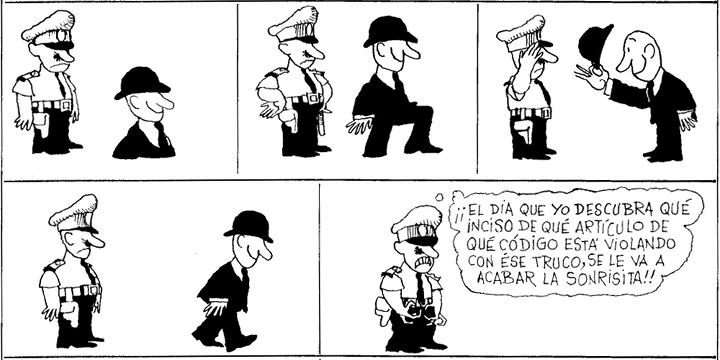 ¡¡EL DÍA QUE YO DESCUBRA QUÉ
INCISO DE QUÉ ARTÍCULO DE
QUÉ CÓDIGO ESTÁ VIOLANDO
CON ÉSE TRUCO, SE LE VÁ A
ACABAR LA SONRISITA!!